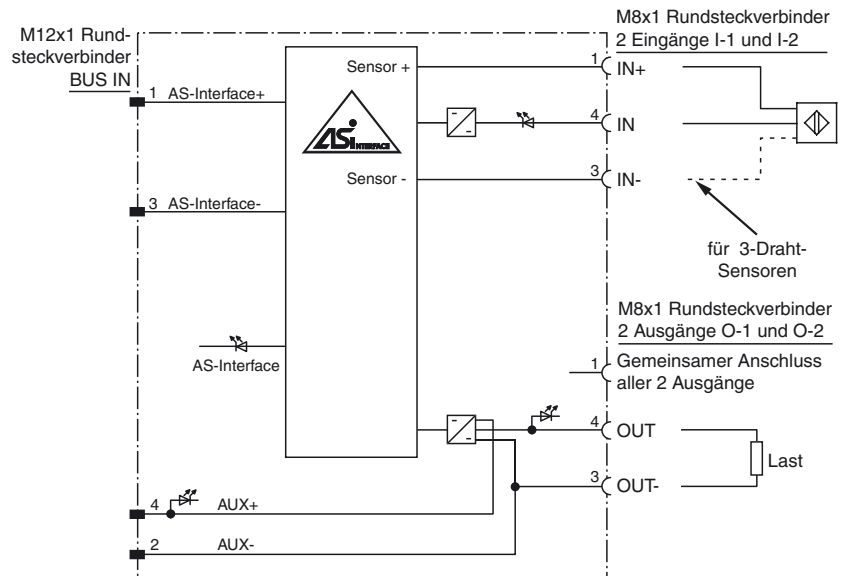 M12x1 Rund-
steckverbinder
BUS IN
1 AS-Interface+
3 AS-Interface-
AS-Interface
4 AUX+
2 AUX-
Sensor +
ASi INTERFACE
Sensor -
M8x1 Rundsteckverbinder
2 Eingänge I-1 und I-2
1 IN+
4 IN
3 IN-
für 3-Draht-
Sensoren
M8x1 Rundsteckverbinder
2 Ausgänge O-1 und O-2
1 Gemeinsamer Anschluss
aller 2 Ausgänge
4 OUT
3 OUT-
Last